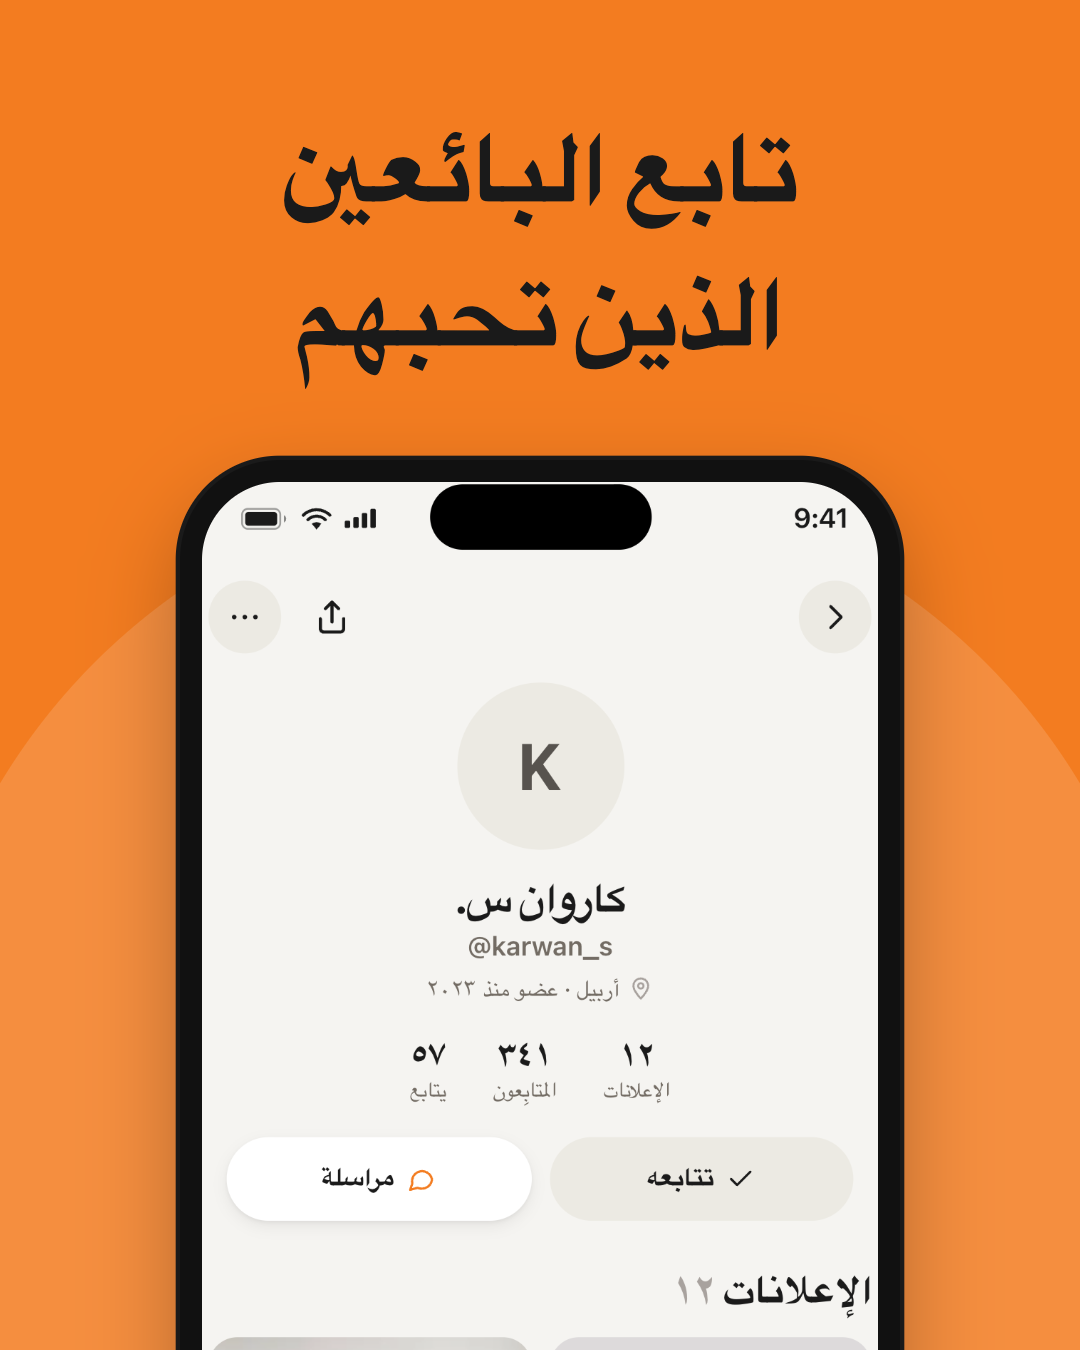 تابع البائعين
الذين تحبهم
9:41
K
كاروان س.
@karwan_s
أربيل · عضو منذ ٢٠٢٣
١٢ ٣٤١ ٥٧
الإعلانات المتابِعون يتابع
تتابعه مراسلة
الإعلانات ١٢